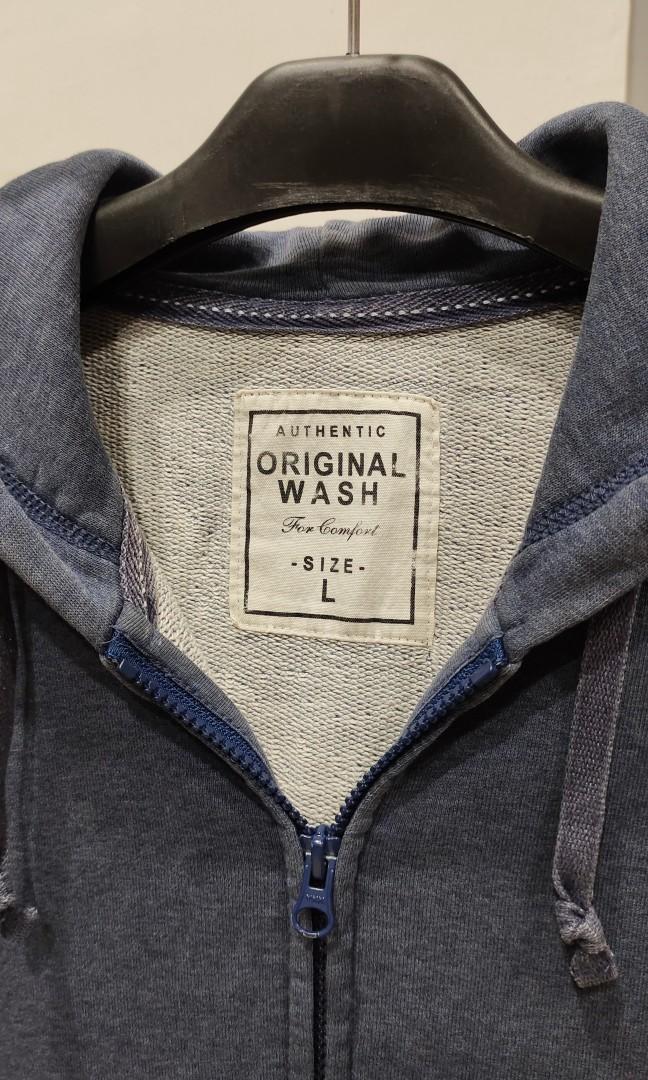 AUTHENTIC
ORIGINAL
WASH
For Comfort
-SIZE-
L